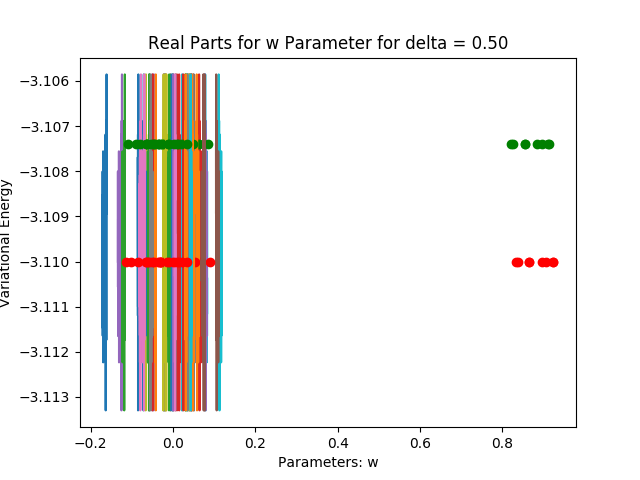 Real Parts for w Parameter for delta = 0.50
−3.106
−3.107
−3.108
−3.109
−3.110
−3.111
−3.112
−3.113
Variational Energy
−0.2 0.0 0.2 0.4 0.6 0.8
Parameters: w